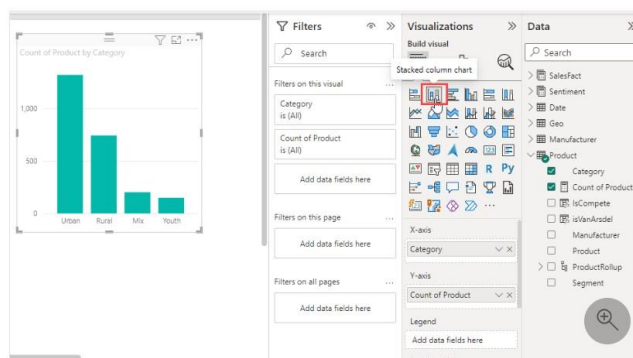 Count of Product by Category
1,000
500
0
Urban
Rural
Mix
Youth
Filters
Search
Filters on this visual
Category
is (All)
Count of Product
is (All)
Add data fields here
Filters on this page
Add data fields here
Filters on all pages
Add data fields here
Visualizations
Build visual
Stacked column chart
R
Py
X-axis
Category
Y-axis
Count of Product
Legend
Add data fields here
Data
Search
SalesFact
Sentiment
Date
Geo
Manufacturer
Product
Category
Count of Product
IsCompete
isVanArsdel
Manufacturer
Product
ProductRollup
Segment